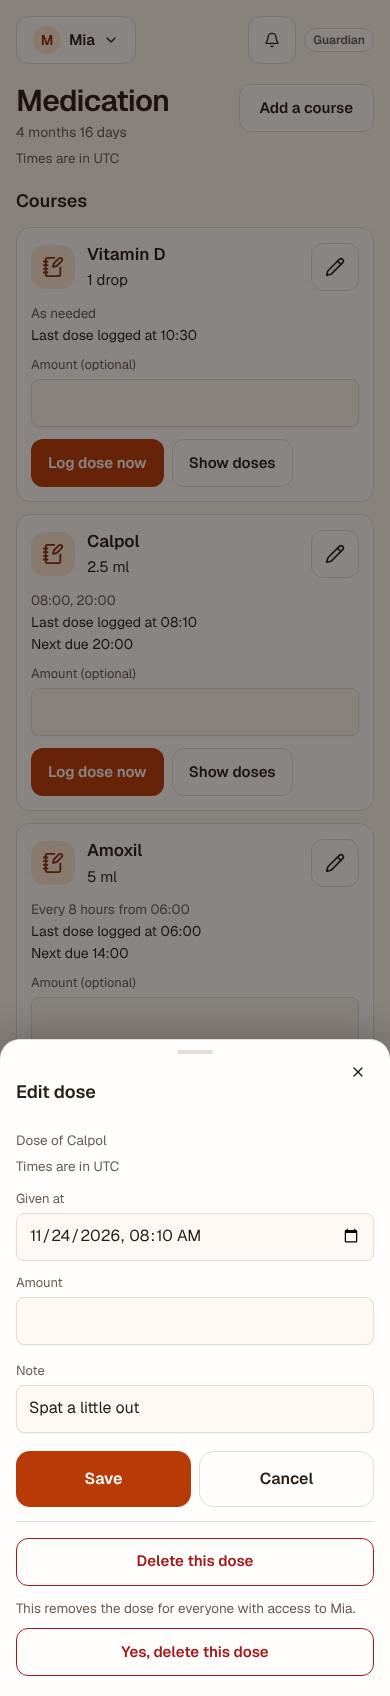 M Mia
Guardian
Medication
Add a course
4 months 16 days
Times are in UTC
Courses
Vitamin D
1 drop
As needed
Last dose logged at 10:30
Amount (optional)
Log dose now
Show doses
Calpol
2.5 ml
08:00, 20:00
Last dose logged at 08:10
Next due 20:00
Amount (optional)
Log dose now
Show doses
Amoxil
5 ml
Every 8 hours from 06:00
Last dose logged at 06:00
Next due 14:00
Amount (optional)
Edit dose
Dose of Calpol
Times are in UTC
Given at
11/24/2026, 08:10 AM
Amount
Note
Spat a little out
Save
Cancel
Delete this dose
This removes the dose for everyone with access to Mia.
Yes, delete this dose